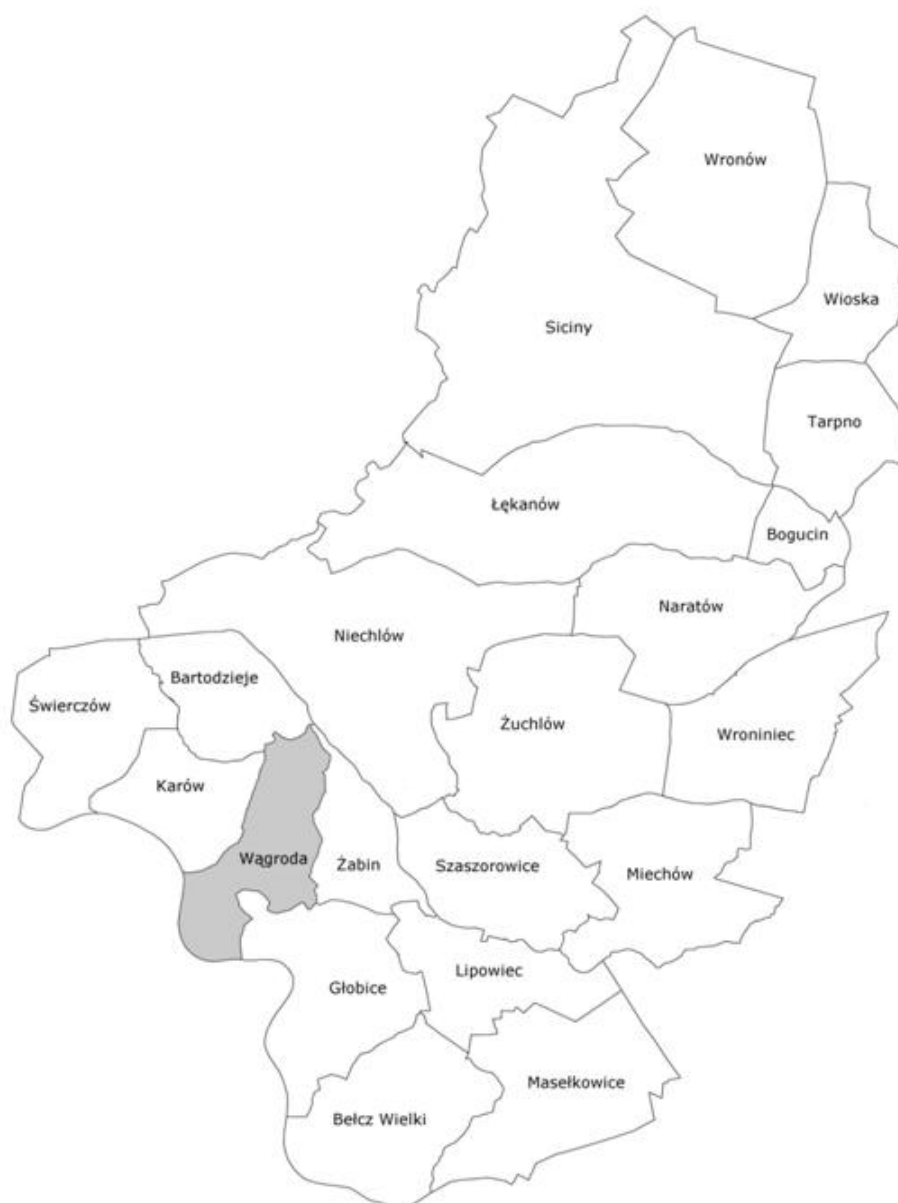 Wronów
Wioska
Siciny
Tarpno
Łękanów
Bogucin
Naratów
Niechlów
Bartodzieje
Świerczów
Żuchlów
Wroniniec
Karów
Wągroda
Żabin
Szaszorowice
Miechów
Lipowiec
Głobice
Masełkowice
Bełcz Wielki